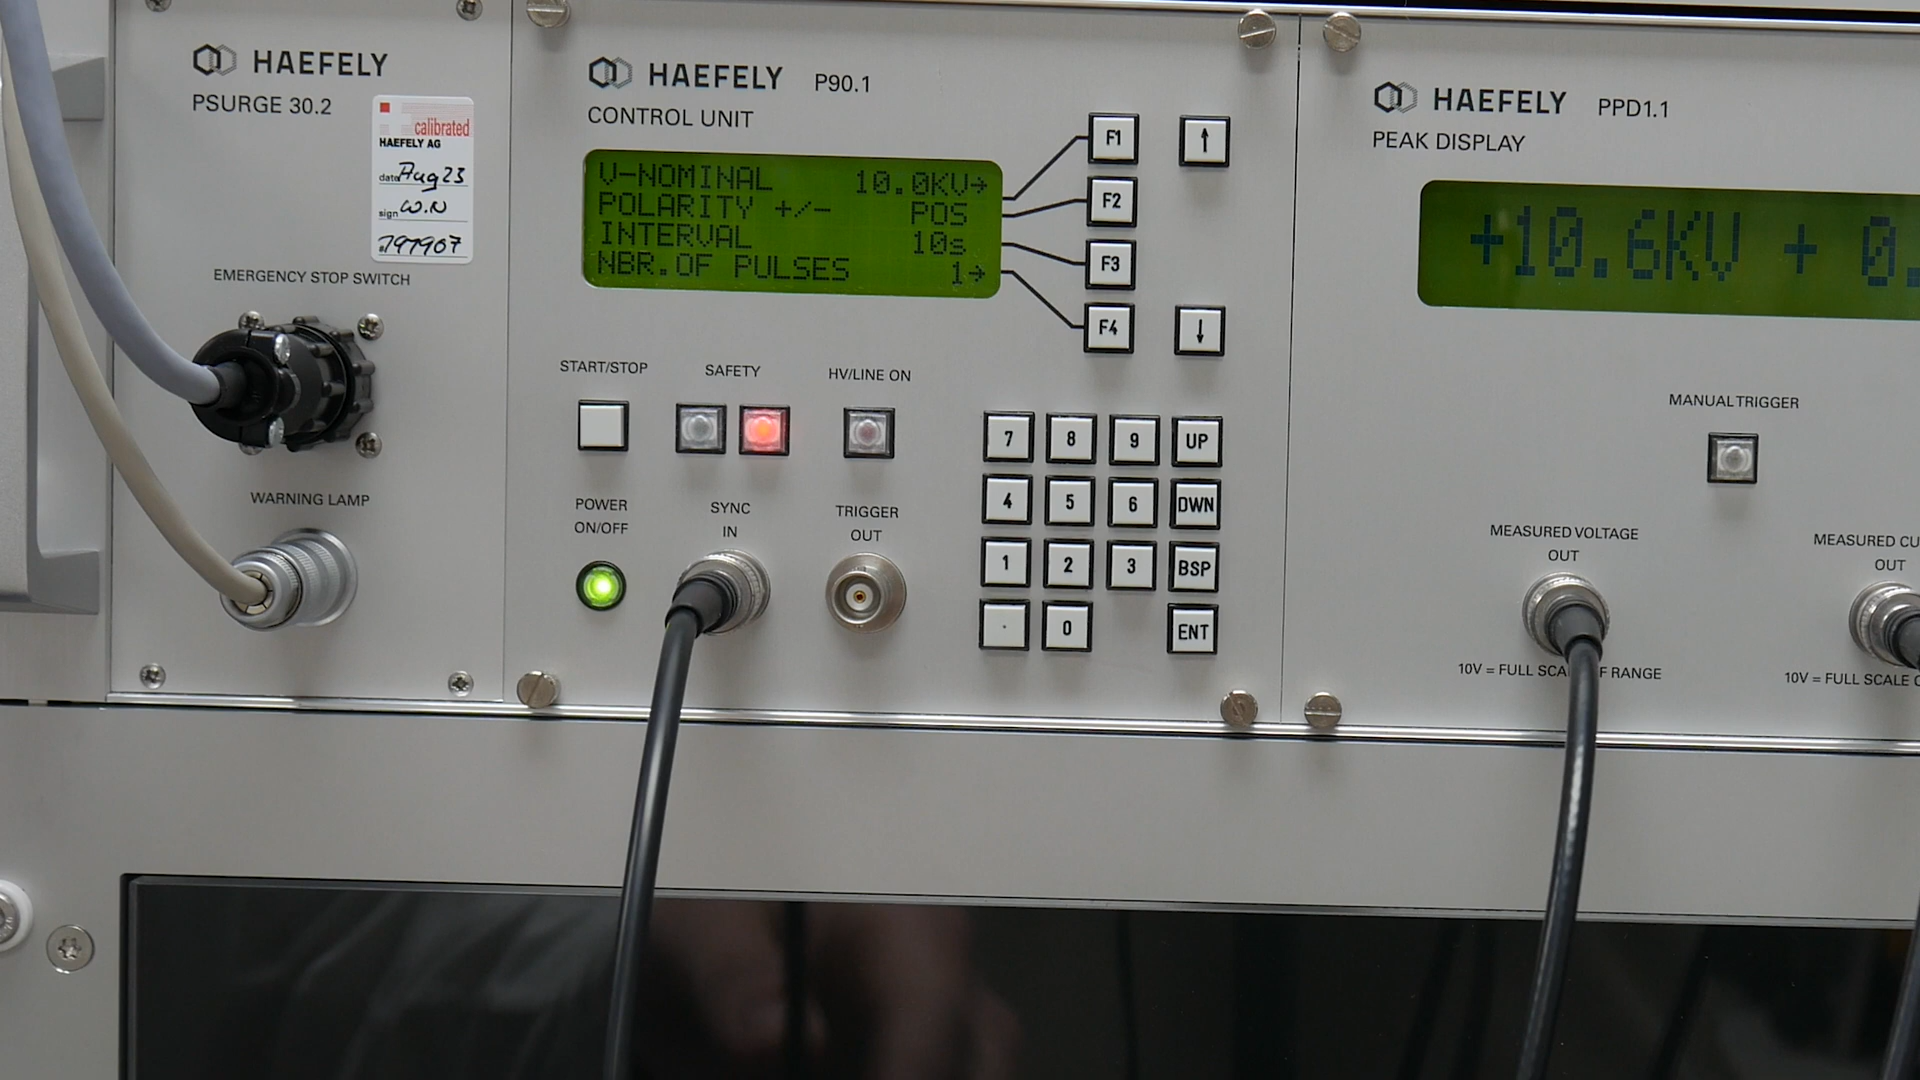 HAEFELY
PSURGE 30.2
calibrated
HAEFELY AG
date Aug 23
sign W.N
797907
EMERGENCY STOP SWITCH
WARNING LAMP
HAEFELY P90.1
CONTROL UNIT
V-NOMINAL 10.0KV→
POLARITY +/- POS
INTERVAL 10s
NBR.OF PULSES 1→
F1
F2
F3
F4
↑
↓
START/STOP
SAFETY
HV/LINE ON
POWER
ON/OFF
SYNC
IN
TRIGGER
OUT
7 8 9 UP
4 5 6 DWN
1 2 3 BSP
. 0 ENT
HAEFELY PPD1.1
PEAK DISPLAY
+10.6KV + 0.
MANUAL TRIGGER
MEASURED VOLTAGE
OUT
10V = FULL RANGE
MEASURED
OUT
10V = FULL SCALE